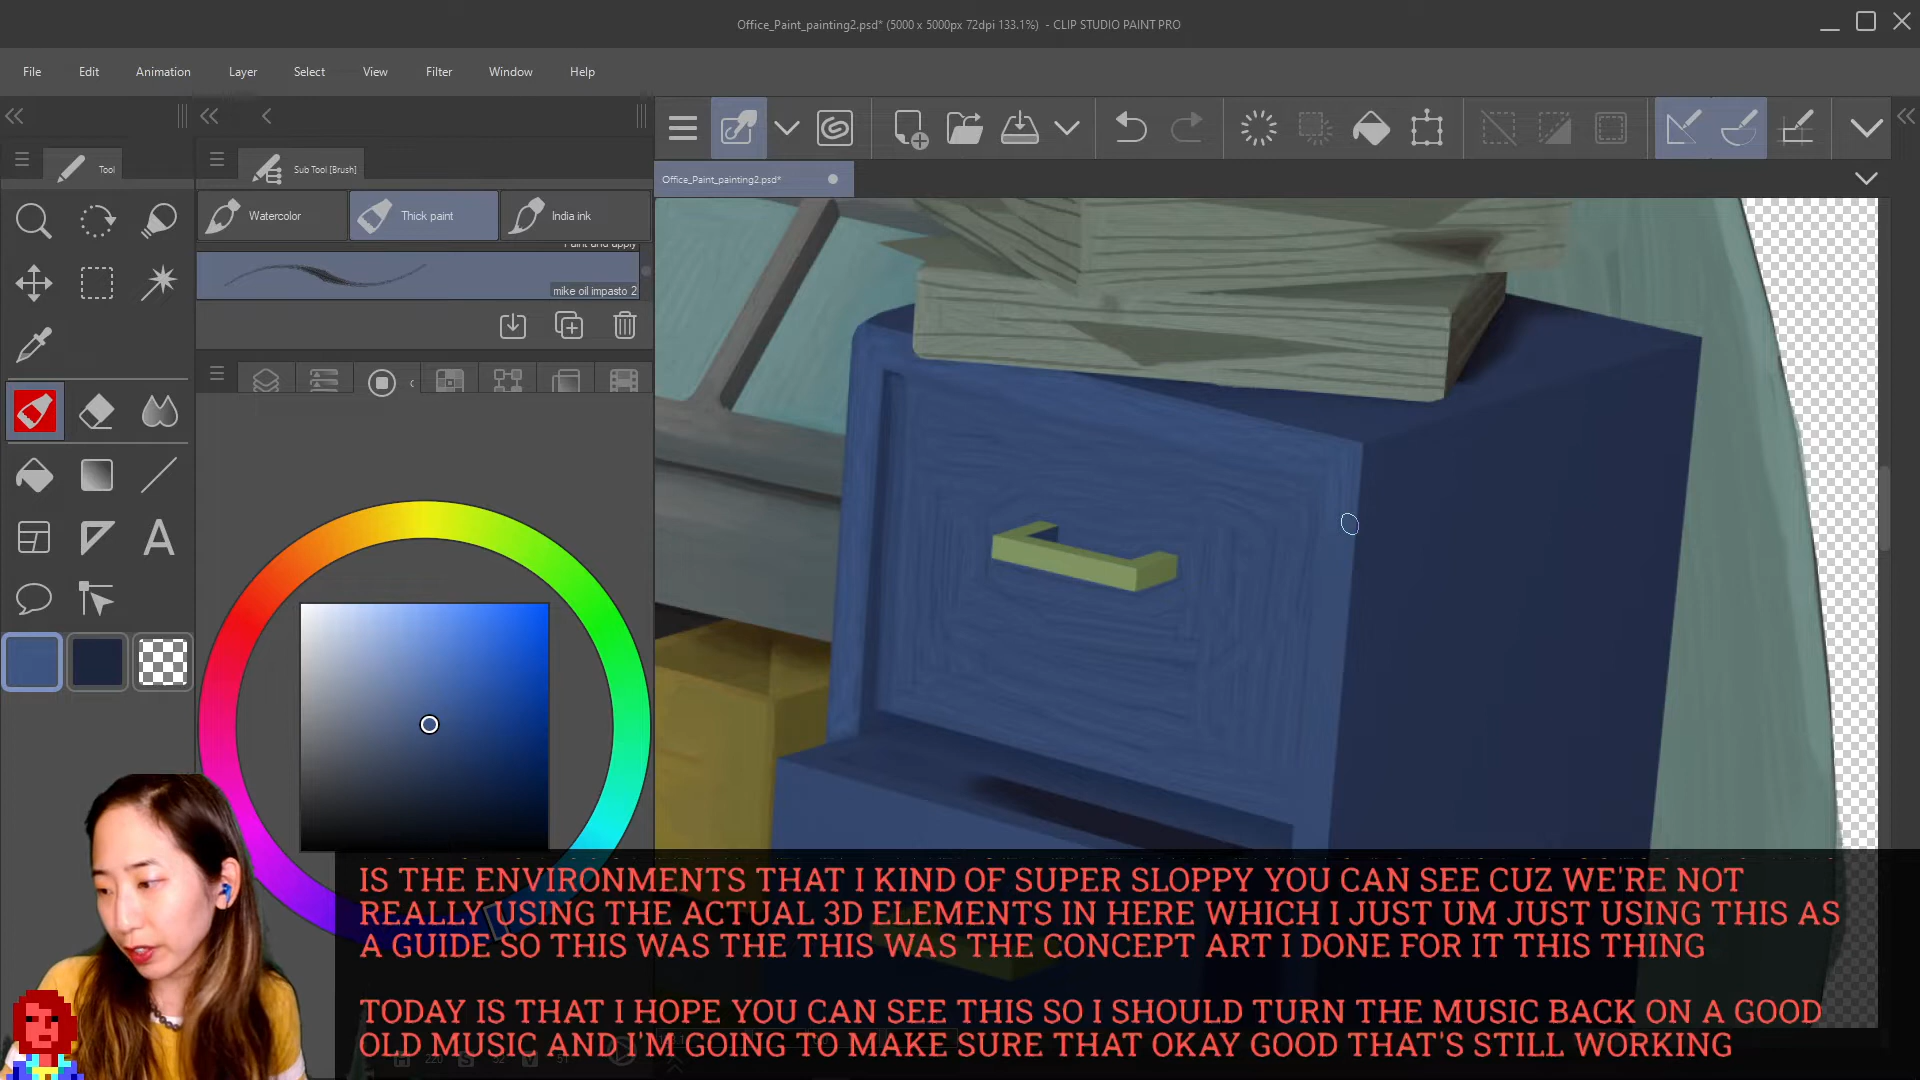 Office_Paint_painting2.psd* (5000 x 5000px 72dpi 133.1%) - CLIP STUDIO PAINT PRO
File Edit Animation Layer Select View Filter Window Help
Tool
Sub Tool [Brush]
Office_Paint_painting2.psd*
Watercolor Thick paint India ink
Paint and apply
mike oil impasto 2
IS THE ENVIRONMENTS THAT I KIND OF SUPER SLOPPY YOU CAN SEE CUZ WE'RE NOT
REALLY USING THE ACTUAL 3D ELEMENTS IN HERE WHICH I JUST UM JUST USING THIS AS
A GUIDE SO THIS WAS THE THIS WAS THE CONCEPT ART I DONE FOR IT THIS THING
TODAY IS THAT I HOPE YOU CAN SEE THIS SO I SHOULD TURN THE MUSIC BACK ON A GOOD
OLD MUSIC AND I'M GOING TO MAKE SURE THAT OKAY GOOD THAT'S STILL WORKING